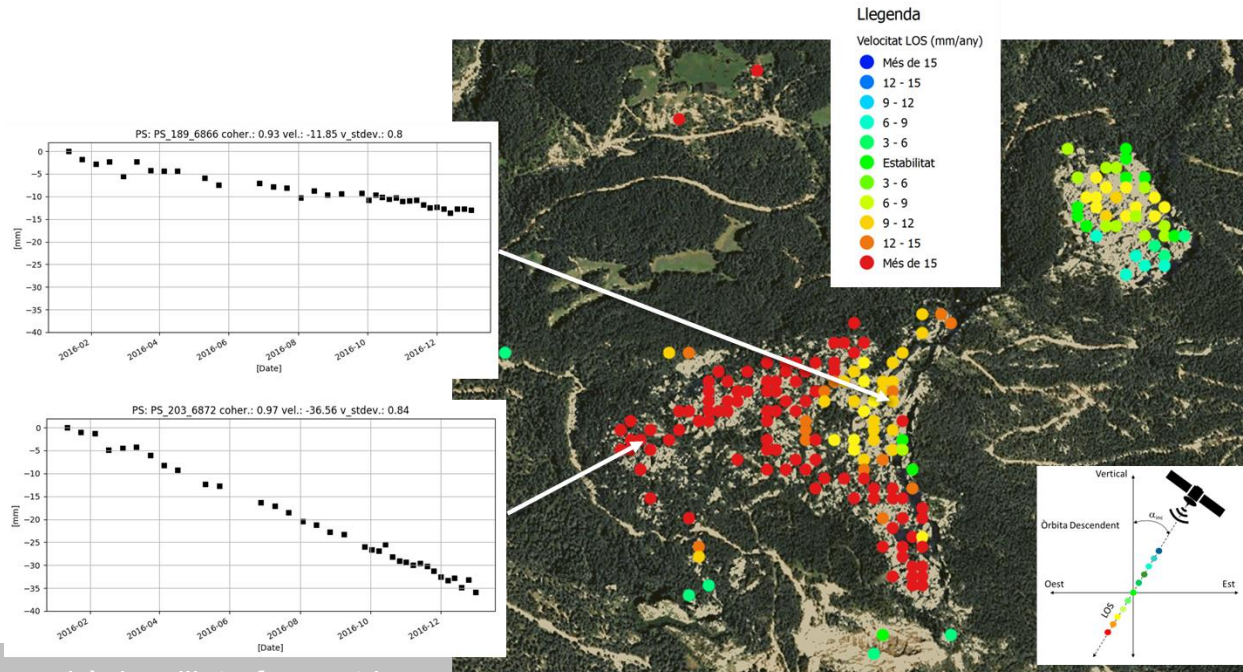 Llegenda
Velocitat LOS (mm/any)
Més de 15
12 - 15
9 - 12
6 - 9
3 - 6
Estabilitat
3 - 6
6 - 9
9 - 12
12 - 15
Més de 15
PS: PS_189_6866 coher.: 0.93 vel.: -11.85 v_stdev.: 0.8
[mm]
0
−5
−10
−15
−20
−25
−30
−35
−40
2016-02
2016-04
2016-06
2016-08
2016-10
2016-12
[Date]
PS: PS_203_6872 coher.: 0.97 vel.: -36.56 v_stdev.: 0.84
[mm]
0
−5
−10
−15
−20
−25
−30
−35
−40
2016-02
2016-04
2016-06
2016-08
2016-10
2016-12
[Date]
Vertical
α
Òrbita Descendent
Oest
Est
LOS